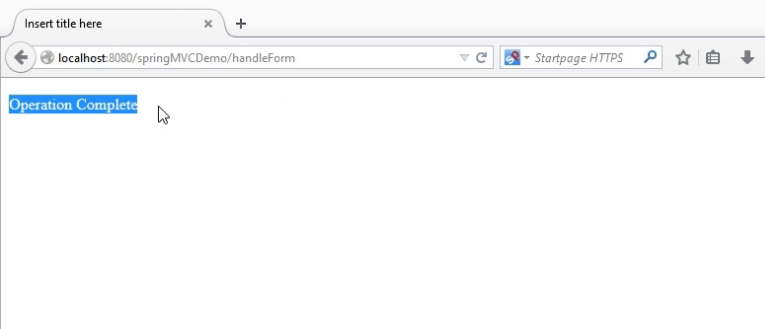 Insert title here
localhost:8080/springMVCDemo/handleForm
Startpage HTTPS
Operation Complete